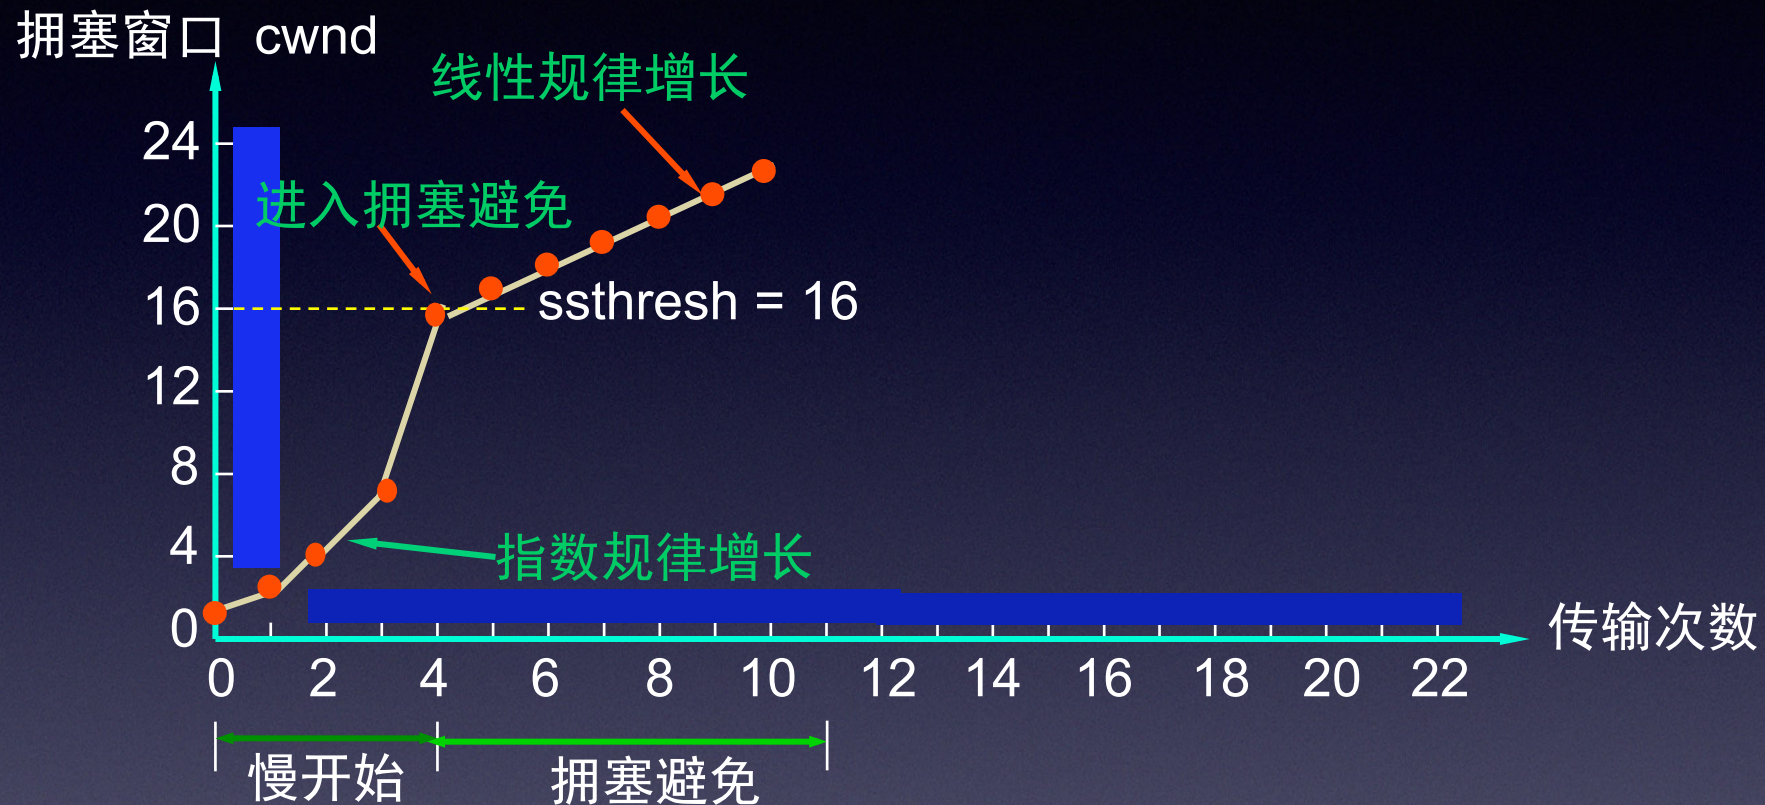 拥塞窗口 cwnd
线性规律增长
24
进入拥塞避免
20
16
ssthresh = 16
12
8
4
指数规律增长
0
传输次数
0 2 4 6 8 10 12 14 16 18 20 22
慢开始
拥塞避免